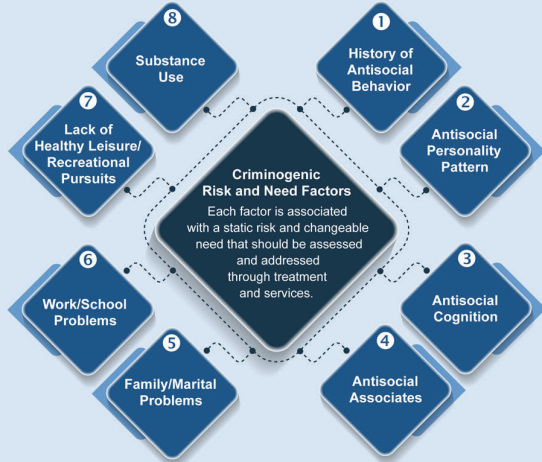 Criminogenic
Risk and Need Factors
Each factor is associated
with a static risk and changeable
need that should be assessed
and addressed
through treatment
and services.
1
History of
Antisocial
Behavior
2
Antisocial
Personality
Pattern
3
Antisocial
Cognition
4
Antisocial
Associates
5
Family/Marital
Problems
6
Work/School
Problems
7
Lack of
Healthy Leisure/
Recreational
Pursuits
8
Substance
Use